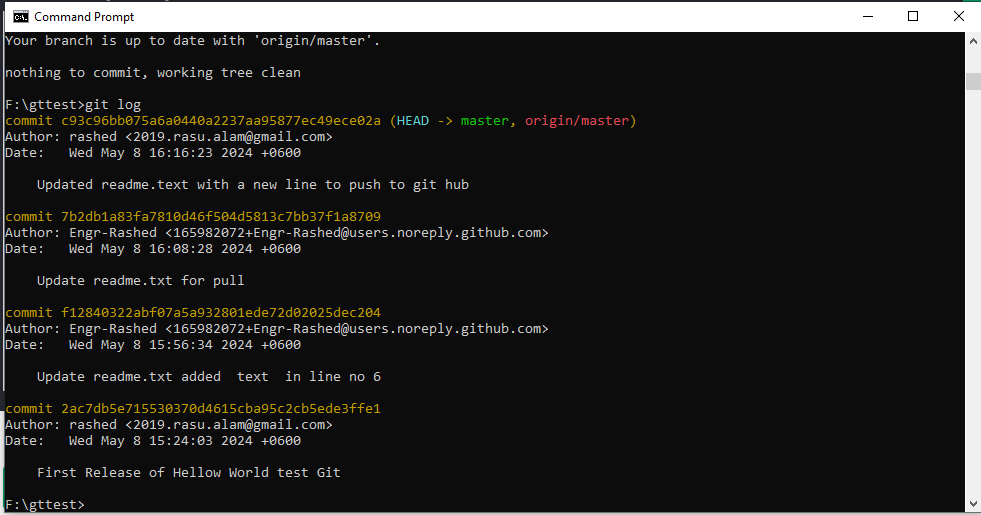 Command Prompt
Your branch is up to date with 'origin/master'.
nothing to commit, working tree clean
F:\gttest>git log
commit c93c96bb075a6a0440a2237aa95877ec49ece02a (HEAD -> master, origin/master)
Author: rashed <2019.rasu.alam@gmail.com>
Date:   Wed May 8 16:16:23 2024 +0600
    Updated readme.text with a new line to push to git hub
commit 7b2db1a83fa7810d46f504d5813c7bb37f1a8709
Author: Engr-Rashed <165982072+Engr-Rashed@users.noreply.github.com>
Date:   Wed May 8 16:08:28 2024 +0600
    Update readme.txt for pull
commit f12840322abf07a5a932801ede72d02025dec204
Author: Engr-Rashed <165982072+Engr-Rashed@users.noreply.github.com>
Date:   Wed May 8 15:56:34 2024 +0600
    Update readme.txt added  text  in line no 6
commit 2ac7db5e715530370d4615cba95c2cb5ede3ffe1
Author: rashed <2019.rasu.alam@gmail.com>
Date:   Wed May 8 15:24:03 2024 +0600
    First Release of Hellow World test Git
F:\gttest>